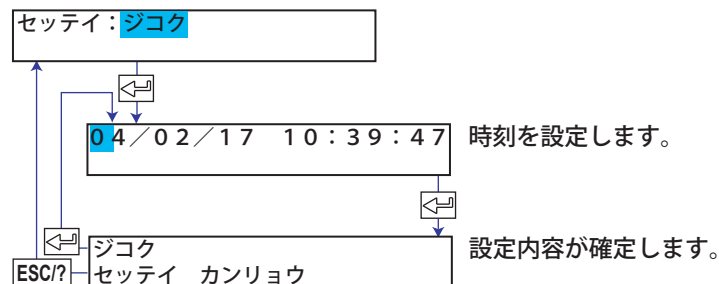 セッテイ：ジコク
04／02／17　10：39：47
時刻を設定します。
ジコク
セッテイ　カンリョウ
設定内容が確定します。
ESC/?